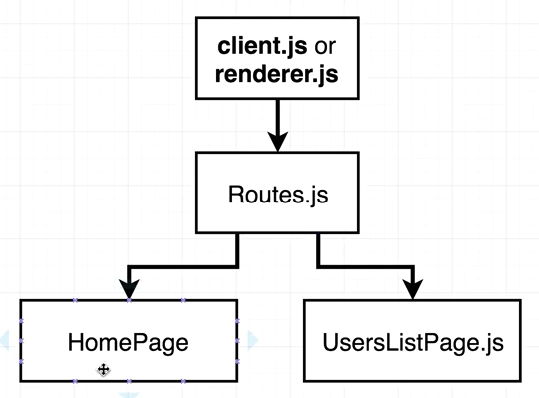 client.js or
renderer.js
Routes.js
HomePage
UsersListPage.js